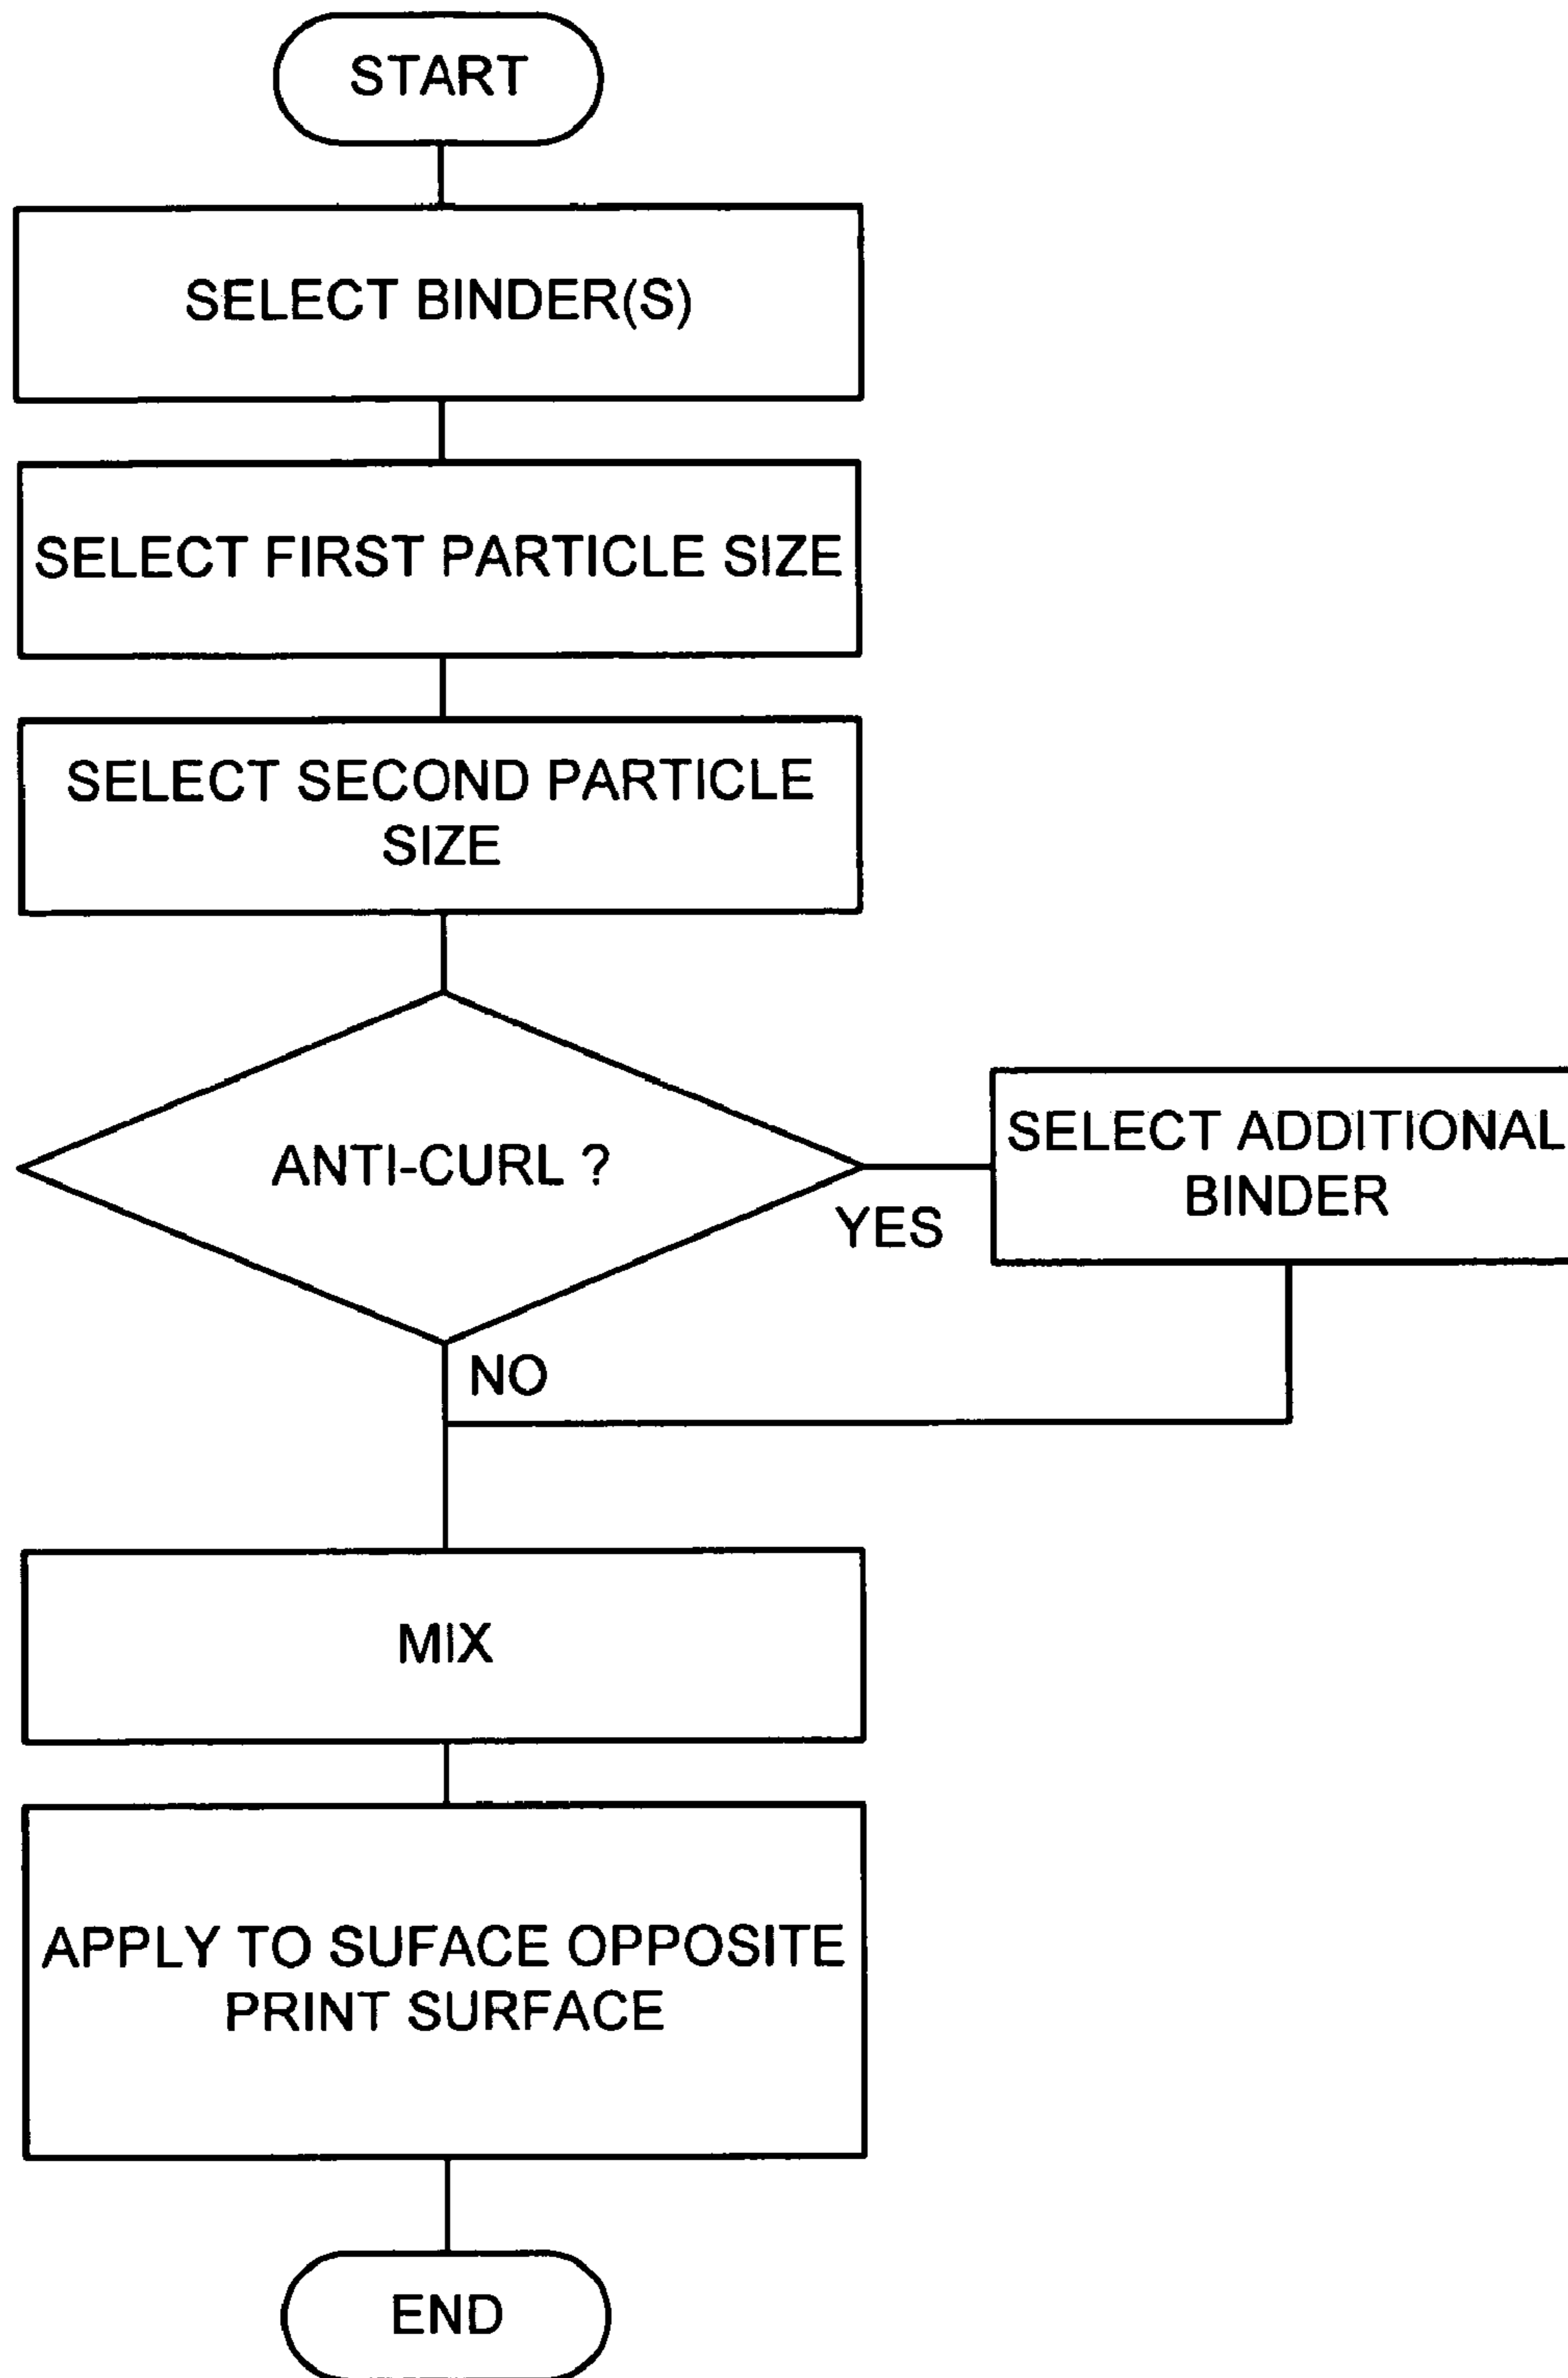 START
SELECT BINDER(S)
SELECT FIRST PARTICLE SIZE
SELECT SECOND PARTICLE
SIZE
ANTI-CURL ?
YES
SELECT ADDITIONAL
BINDER
NO
MIX
APPLY TO SUFACE OPPOSITE
PRINT SURFACE
END